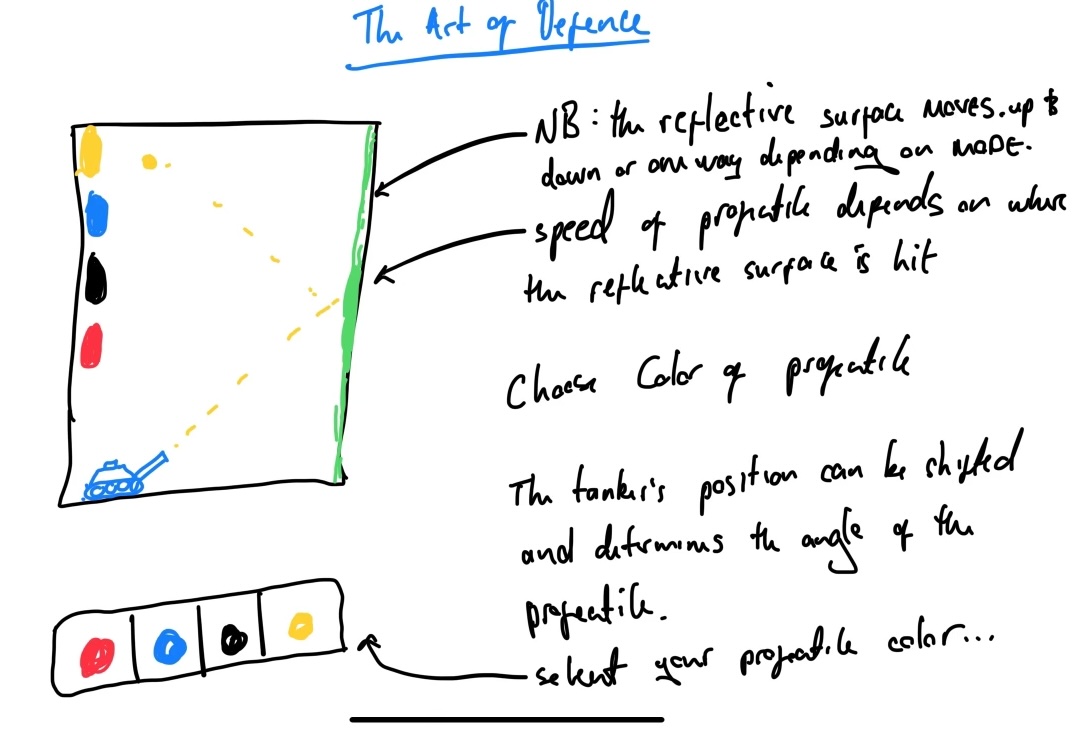 The Art of Defence
NB: the reflective surface moves up &
down or one way depending on MODE.
speed of projectile depends on where
the reflective surface is hit
Choose Color of projectile
The tanker's position can be shifted
and determines the angle of the
projectile.
select your projectile color...